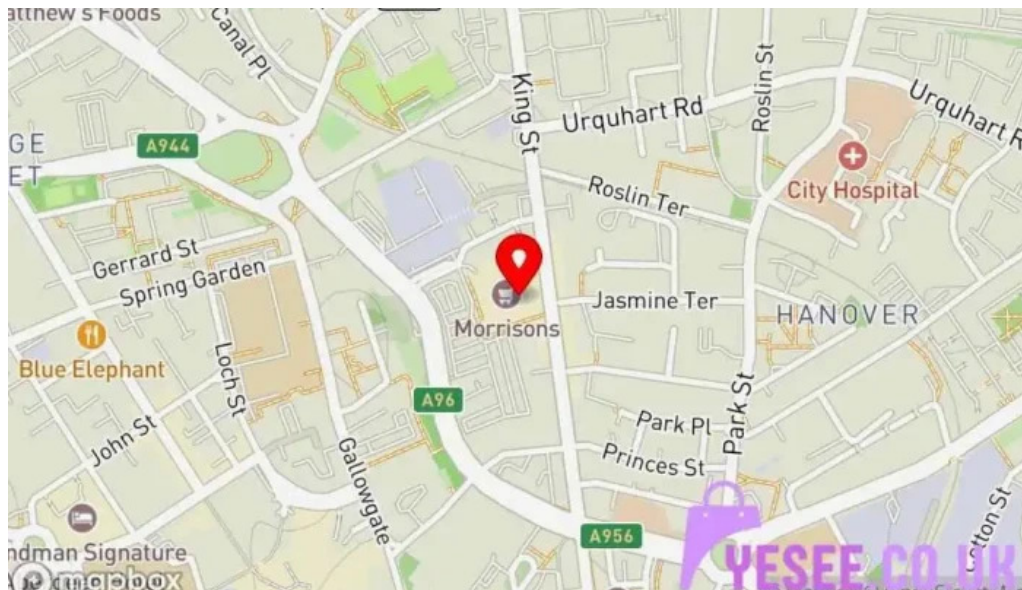 atthew's Foods
Canal Pl
King St
Urquhart Rd
Roslin St
Urquhart R
A944
GE
ET
City Hospital
Roslin Ter
Gerrard St
Spring Garden
Jasmine Ter
HANOVER
Morrisons
Blue Elephant
Loch St
A96
Park St
Park Pl
John St
Princes St
Gallowgate
A956
otton St
ndman Signature
mapbox
YESEE.CO.UK